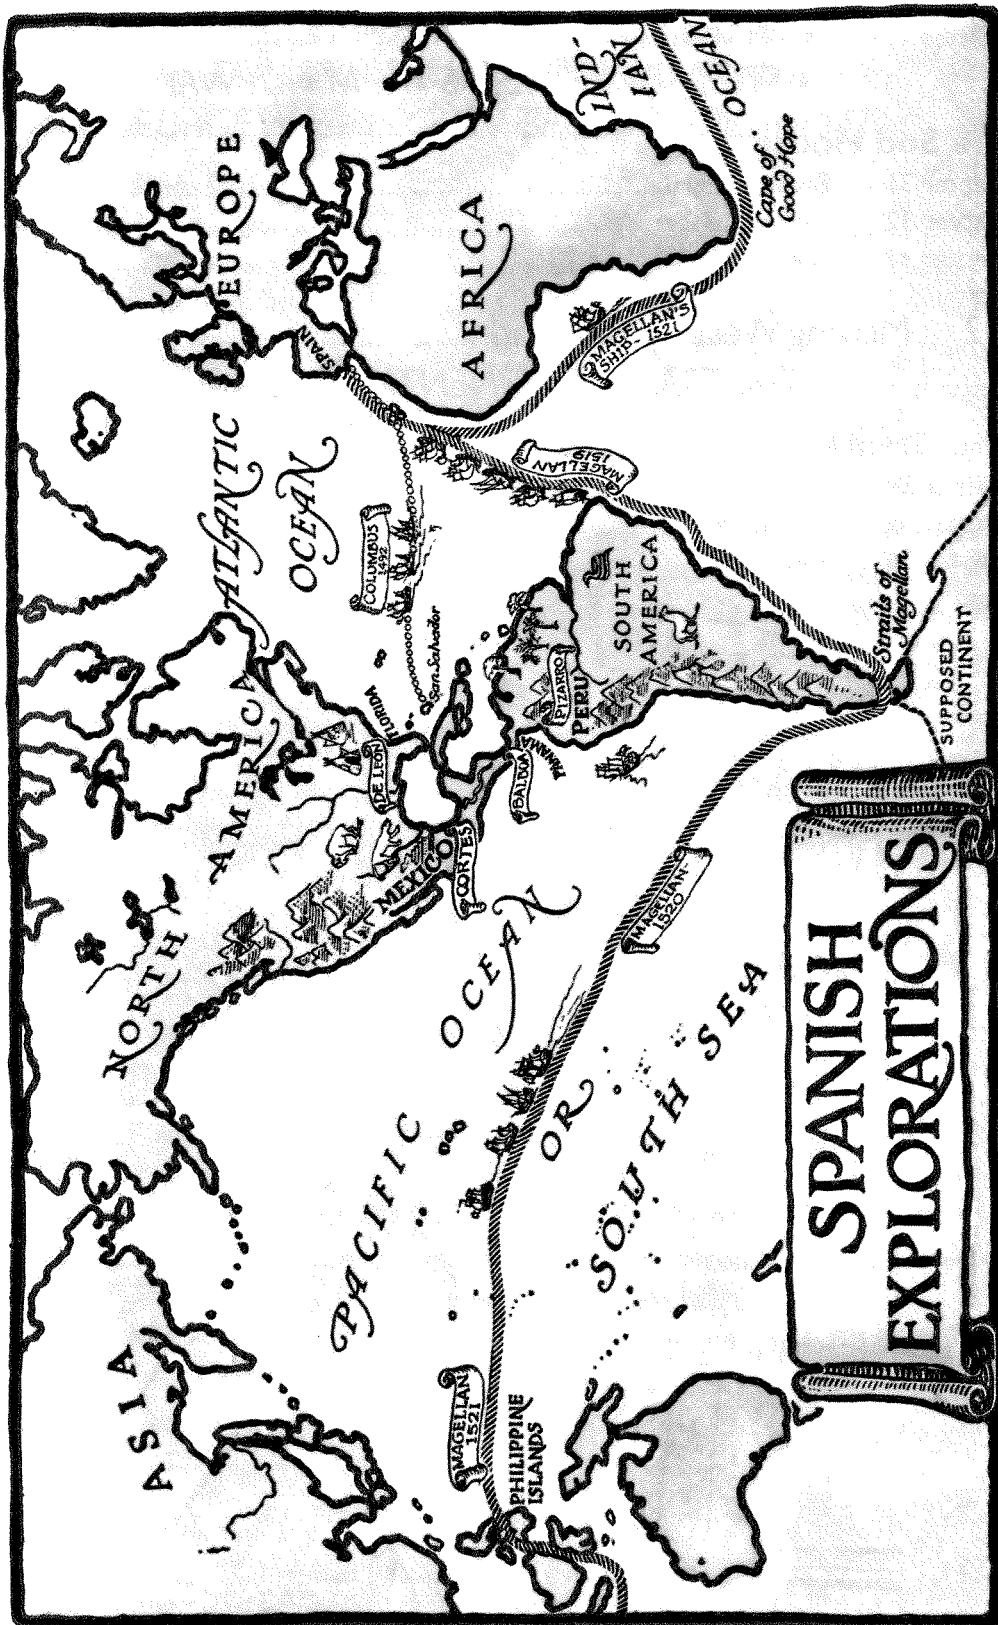 SPANISH
EXPLORATIONS
ASIA
NORTH
AMERICA
ATLANTIC
OCEAN
EUROPE
SPAIN
AFRICA
IND-
IAN
OCEAN
Cape of
Good Hope
MAGELLAN'S
SHIP - 1521
MAGELLAN
1519
COLUMBUS
1492
San Salvador
FLORIDA
DE LEON
MEXICO
CORTES
BALBOA
PANAMA
PIZARRO
PERU
SOUTH
AMERICA
Straits of
Magellan
SUPPOSED
CONTINENT
MAGELLAN-
1520
PACIFIC
OCEAN
OR
SOUTH SEA
MAGELLAN
1521
PHILIPPINE
ISLANDS